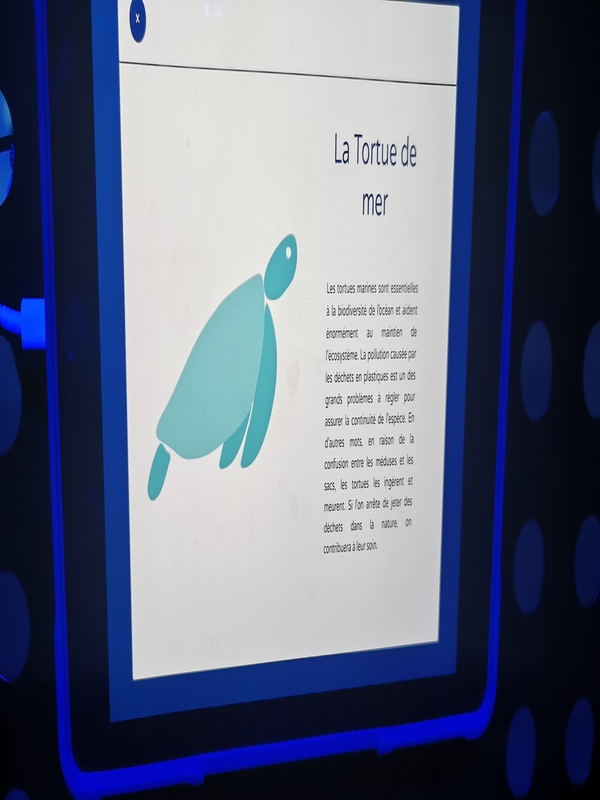 X
La Tortue de
mer
Les tortues marines sont essentielles
à la biodiversité de l'océan et aident
énormément au maintien de
l'écosystème. La pollution causée par
les déchets en plastiques est un des
grands problèmes à régler pour
assurer la continuité de l'espèce. En
d'autres mots, en raison de la
confusion entre les méduses et les
sacs, les tortues les ingèrent et
meurent. Si l'on arrête de jeter des
déchets dans la nature, on
contribuera à leur soin.